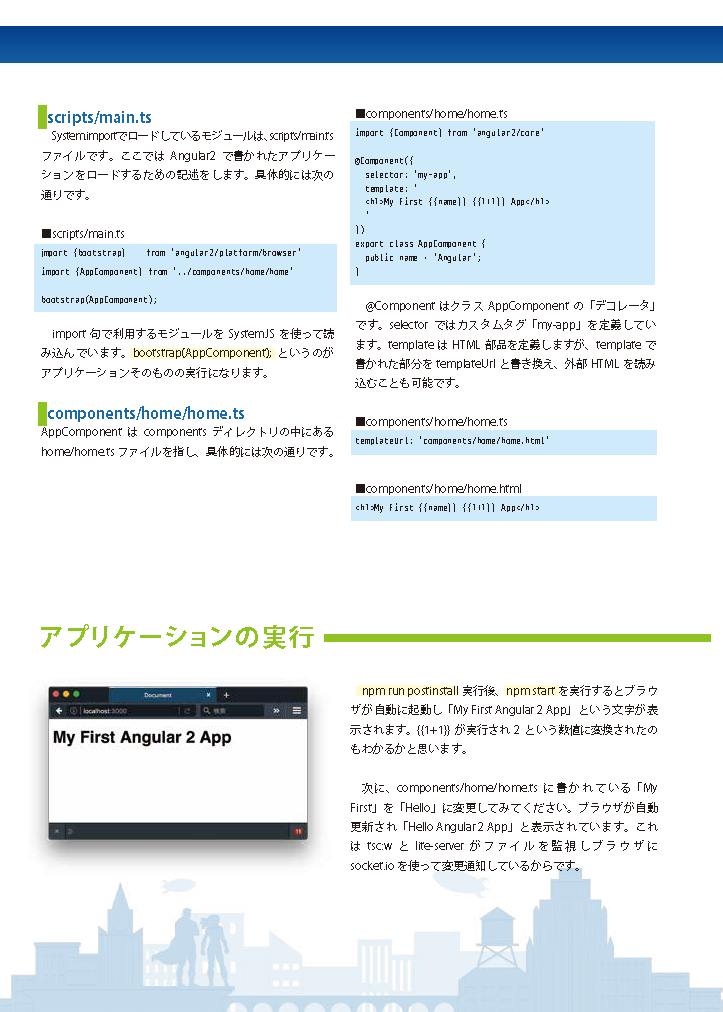 scripts/main.ts
System.importでロードしているモジュールは、scripts/main.ts
ファイルです。ここでは Angular2 で書かれたアプリケー
ションをロードするための記述をします。具体的には次の
通りです。
■scripts/main.ts
import {bootstrap} from 'angular2/platform/browser'
import {AppComponent} from '../components/home/home'
bootstrap(AppComponent);
import 句で利用するモジュールを SystemJS を使って読
み込んでいます。bootstrap(AppComponent); というのが
アプリケーションそのものの実行になります。
components/home/home.ts
AppComponent は components ディレクトリの中にある
home/home.ts ファイルを指し、具体的には次の通りです。
■components/home/home.ts
import {Component} from 'angular2/core'
@Component({
selector: 'my-app',
template: `
<h1>My First {{name}} {{1+1}} App</h1>
`
})
export class AppComponent {
public name = 'Angular';
}
@Component はクラス AppComponent の「デコレータ」
です。selector ではカスタムタグ「my-app」を定義してい
ます。template は HTML 部品を定義しますが、template で
書かれた部分を templateUrl と書き換え、外部 HTML を読み
込むことも可能です。
■components/home/home.ts
templateUrl: 'components/home/home.html'
■components/home/home.html
<h1>My First {{name}} {{1+1}} App</h1>
アプリケーションの実行
Document × +
localhost:3000 検索 »
My First Angular 2 App
× 11
npm run postinstall 実行後、npm start を実行するとブラウ
ザが自動に起動し「My First Angular 2 App」という文字が表
示されます。{{1+1}} が実行され 2 という数値に変換されたの
もわかるかと思います。
次に、components/home/home.ts に書かれている「My
First」を「Hello」に変更してみてください。ブラウザが自動
更新され「Hello Angular 2 App」と表示されています。これ
は tsc:w と lite-server がファイルを監視しブラウザに
socket.io を使って変更通知しているからです。